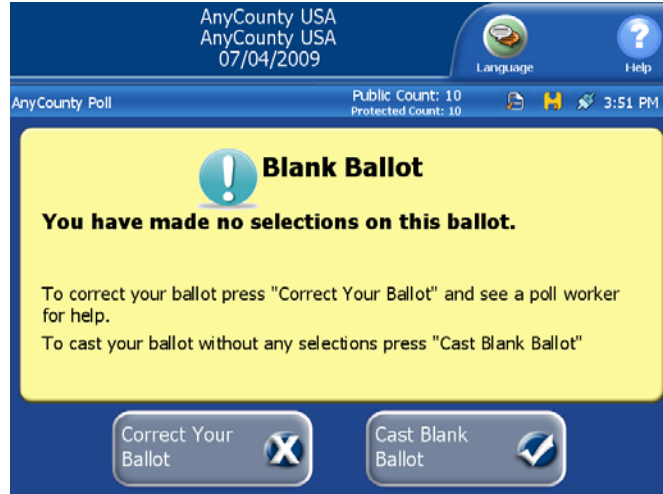 AnyCounty USA
AnyCounty USA
07/04/2009
Language
Help
AnyCounty Poll
Public Count: 10
Protected Count: 10
3:51 PM
Blank Ballot
You have made no selections on this ballot.
To correct your ballot press "Correct Your Ballot" and see a poll worker
for help.
To cast your ballot without any selections press "Cast Blank Ballot"
Correct Your
Ballot
Cast Blank
Ballot